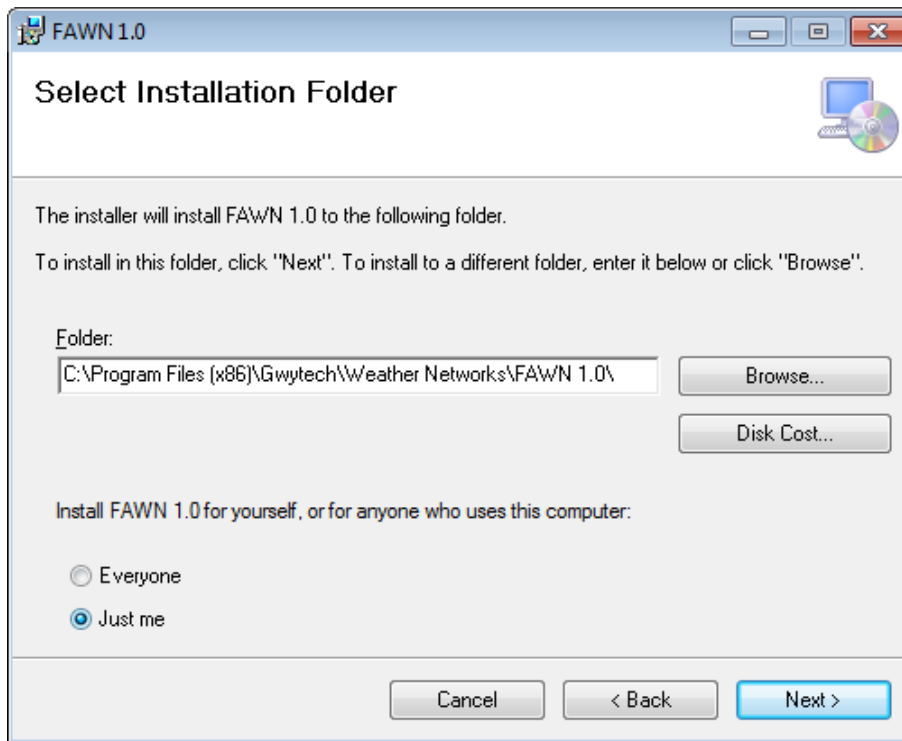 FAWN 1.0
Select Installation Folder
The installer will install FAWN 1.0 to the following folder.
To install in this folder, click "Next". To install to a different folder, enter it below or click "Browse".
Folder:
C:\Program Files (x86)\Gwytech\Weather Networks\FAWN 1.0\
Browse...
Disk Cost...
Install FAWN 1.0 for yourself, or for anyone who uses this computer:
Everyone
Just me
Cancel
< Back
Next >